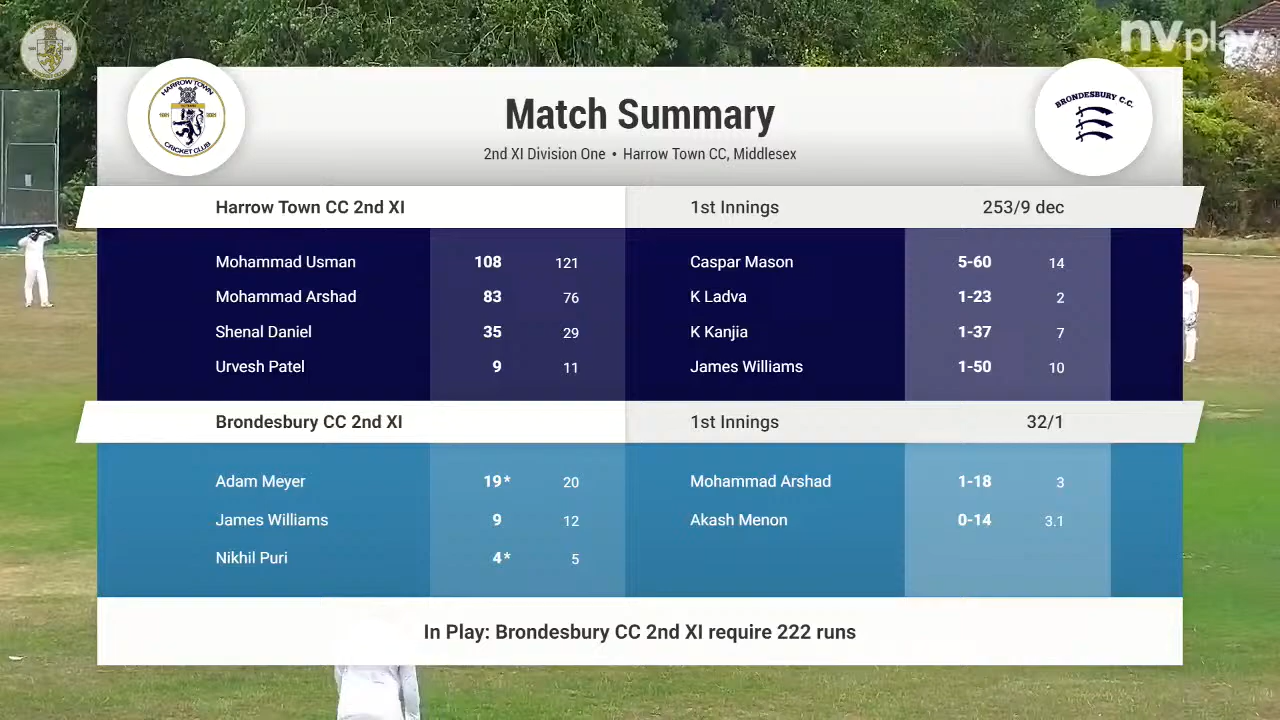 nvplay
HARROW TOWN
CRICKET CLUB
BRONDESBURY C.C.
Match Summary
2nd XI Division One • Harrow Town CC, Middlesex
Harrow Town CC 2nd XI 1st Innings 253/9 dec
Mohammad Usman 108 121 Caspar Mason 5-60 14
Mohammad Arshad 83 76 K Ladva 1-23 2
Shenal Daniel 35 29 K Kanjia 1-37 7
Urvesh Patel 9 11 James Williams 1-50 10
Brondesbury CC 2nd XI 1st Innings 32/1
Adam Meyer 19* 20 Mohammad Arshad 1-18 3
James Williams 9 12 Akash Menon 0-14 3.1
Nikhil Puri 4* 5
In Play: Brondesbury CC 2nd XI require 222 runs